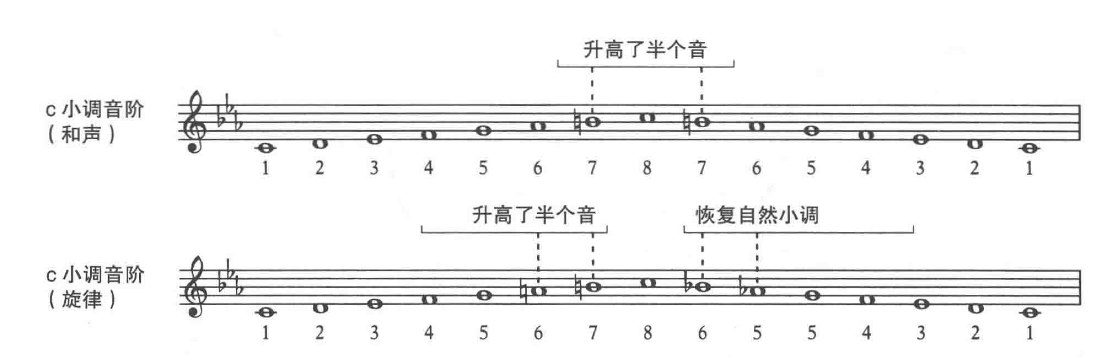 升高了半个音
c 小调音阶
（和声）
1 2 3 4 5 6 7 8 7 6 5 4 3 2 1
升高了半个音 恢复自然小调
c 小调音阶
（旋律）
1 2 3 4 5 6 7 8 6 5 5 4 3 2 1